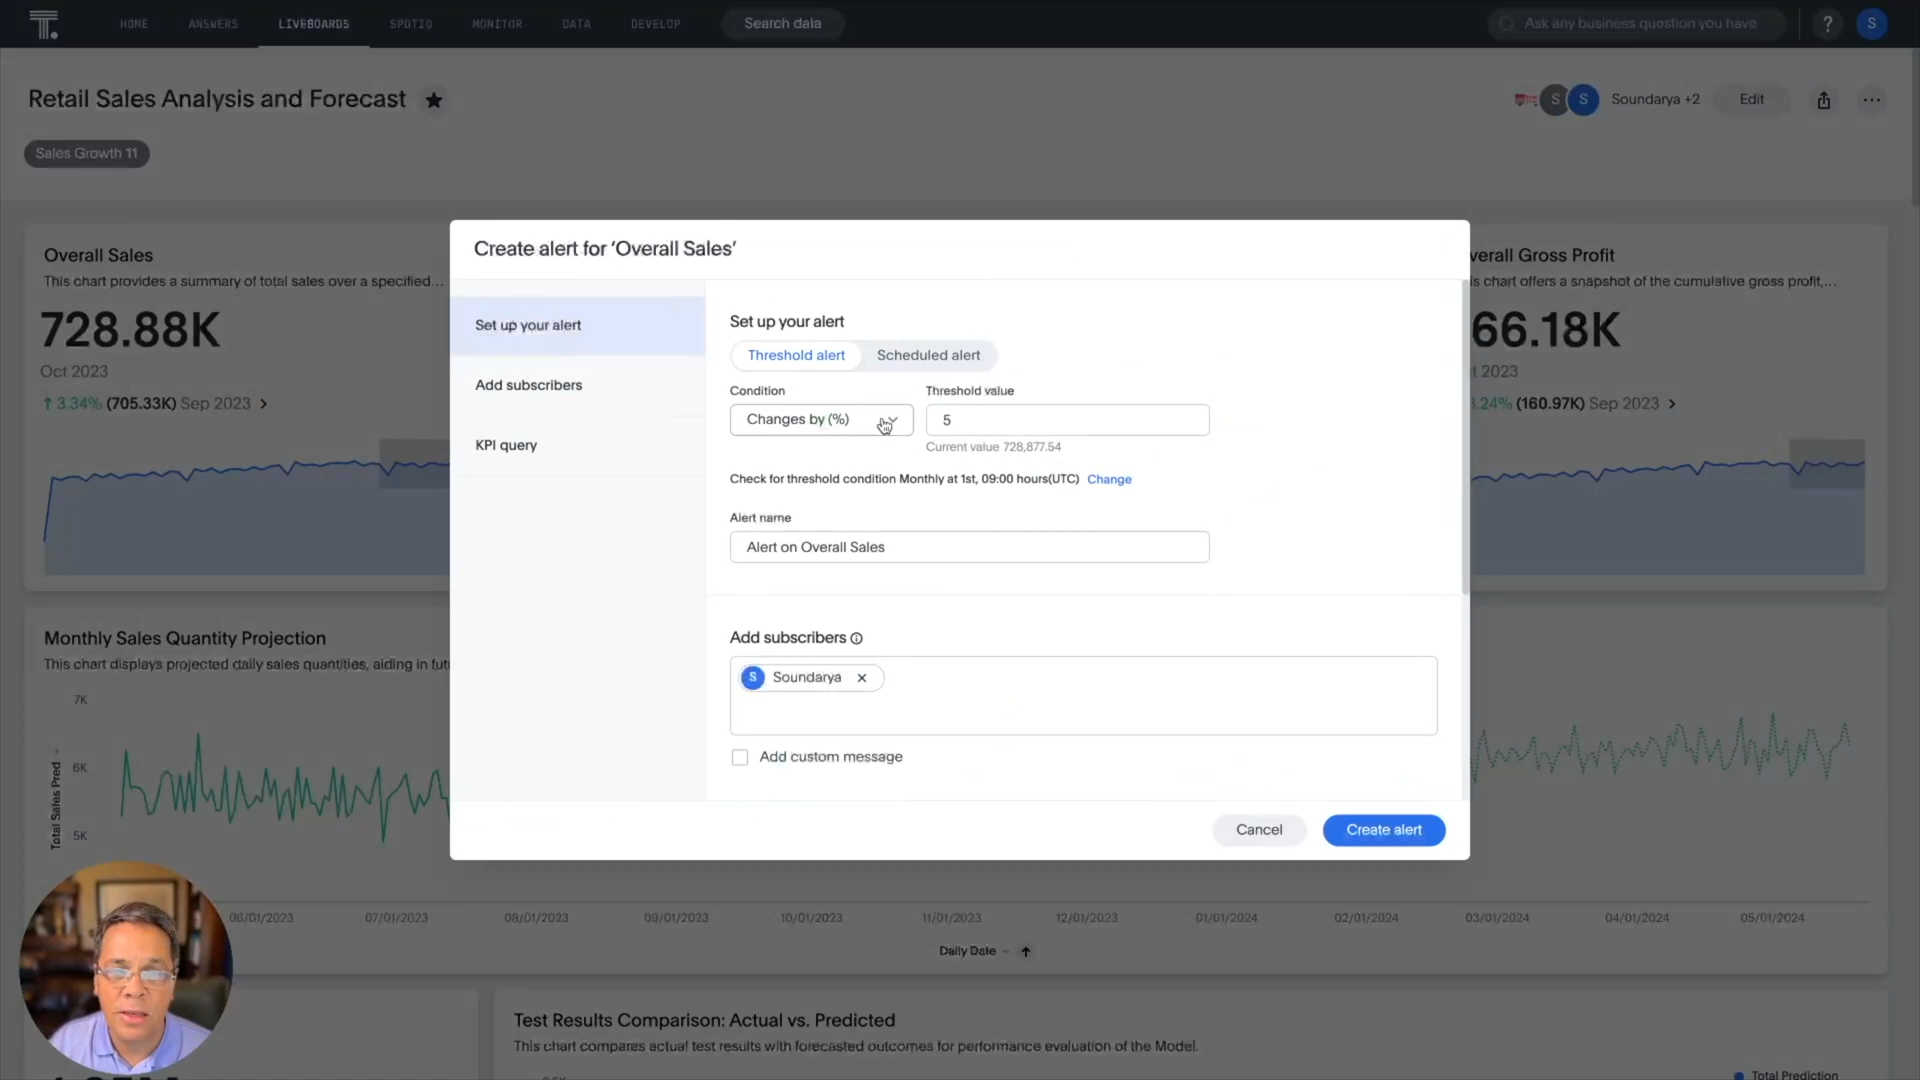 HOME ANSWERS LIVEBOARDS SPOTIQ MONITOR DATA DEVELOP Search data Ask any business question you have ? S
Retail Sales Analysis and Forecast
S S Soundarya +2 Edit
Sales Growth 11
Overall Sales
This chart provides a summary of total sales over a specified...
728.88K
Oct 2023
↑ 3.34% (705.33K) Sep 2023
Create alert for ‘Overall Sales’
Set up your alert
Add subscribers
KPI query
Set up your alert
Threshold alert Scheduled alert
Condition Threshold value
Changes by (%) 5
Current value 728,877.54
Check for threshold condition Monthly at 1st, 09:00 hours(UTC) Change
Alert name
Alert on Overall Sales
Add subscribers
S Soundarya
Add custom message
Cancel Create alert
verall Gross Profit
is chart offers a snapshot of the cumulative gross profit,...
66.18K
t 2023
.24% (160.97K) Sep 2023
Monthly Sales Quantity Projection
This chart displays projected daily sales quantities, aiding in fut
Total Sales Pred
7K
6K
5K
06/01/2023 07/01/2023 08/01/2023 09/01/2023 10/01/2023 11/01/2023 12/01/2023 01/01/2024 02/01/2024 03/01/2024 04/01/2024 05/01/2024
Daily Date
Test Results Comparison: Actual vs. Predicted
This chart compares actual test results with forecasted outcomes for performance evaluation of the Model.
Total Prediction